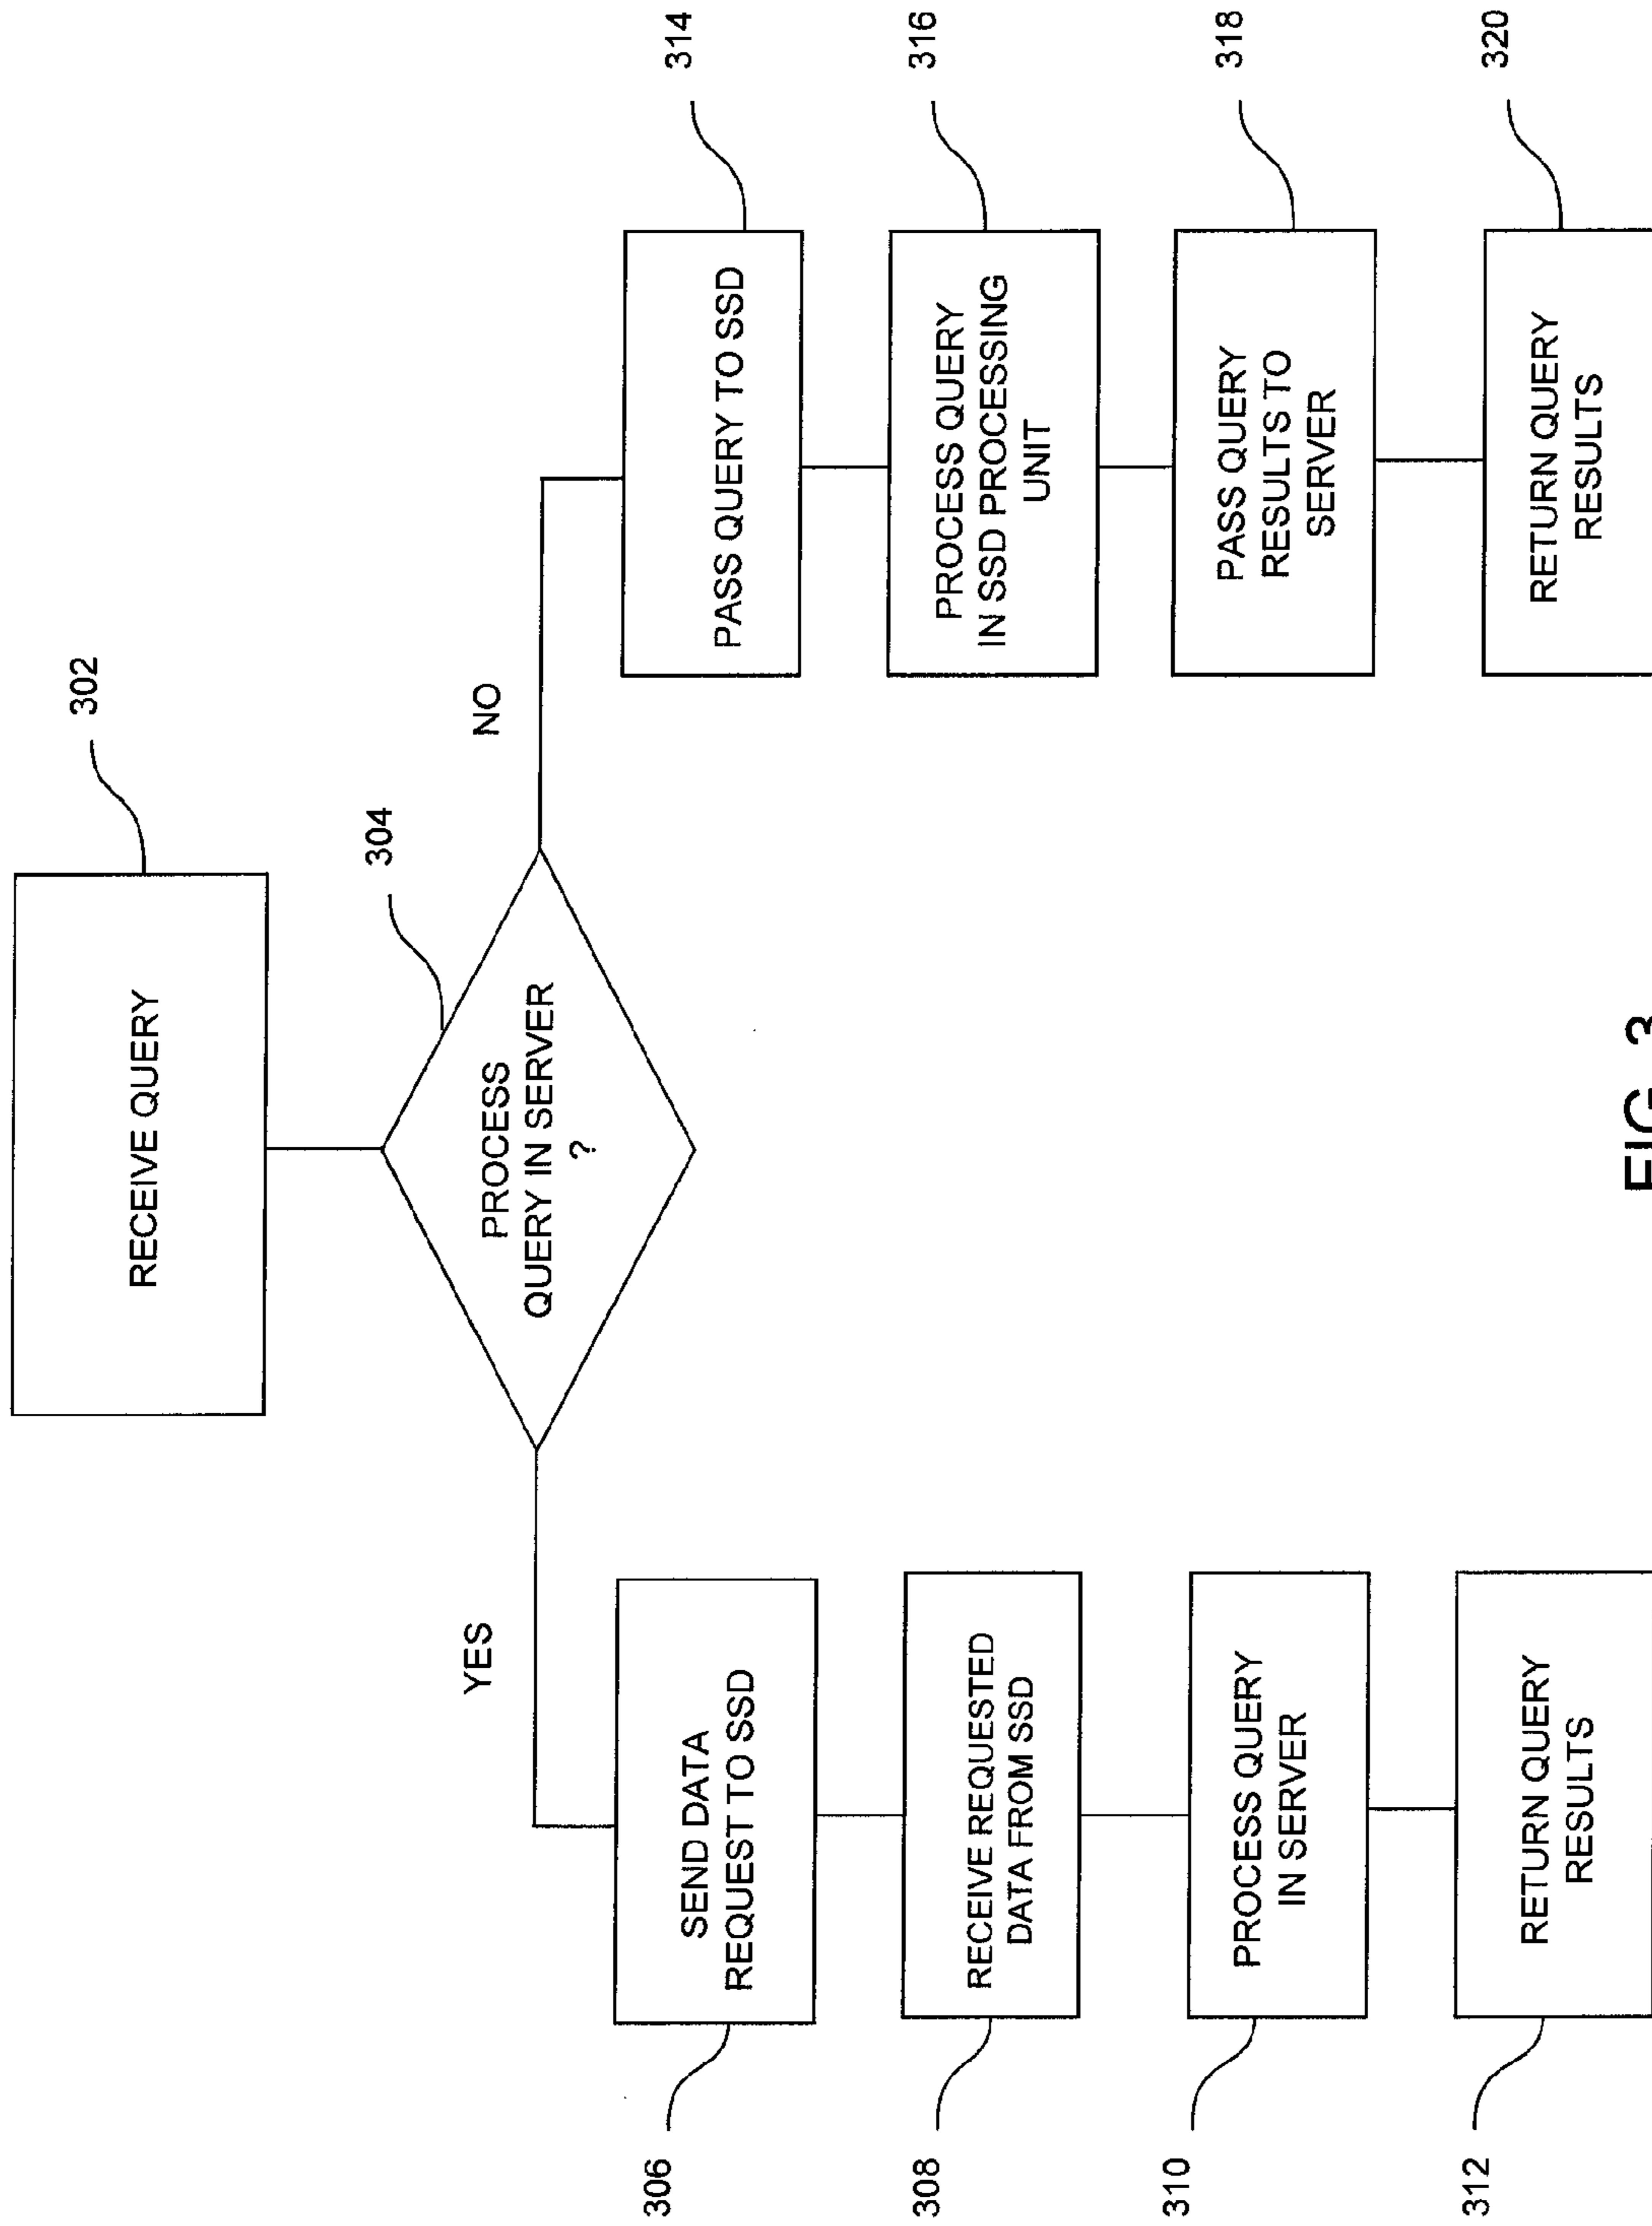 302
RECEIVE QUERY
304
PROCESS
QUERY IN SERVER
?
YES
NO
306
SEND DATA
REQUEST TO SSD
308
RECEIVE REQUESTED
DATA FROM SSD
310
PROCESS QUERY
IN SERVER
312
RETURN QUERY
RESULTS
314
PASS QUERY TO SSD
316
PROCESS QUERY
IN SSD PROCESSING
UNIT
318
PASS QUERY
RESULTS TO
SERVER
320
RETURN QUERY
RESULTS
FIG. 3